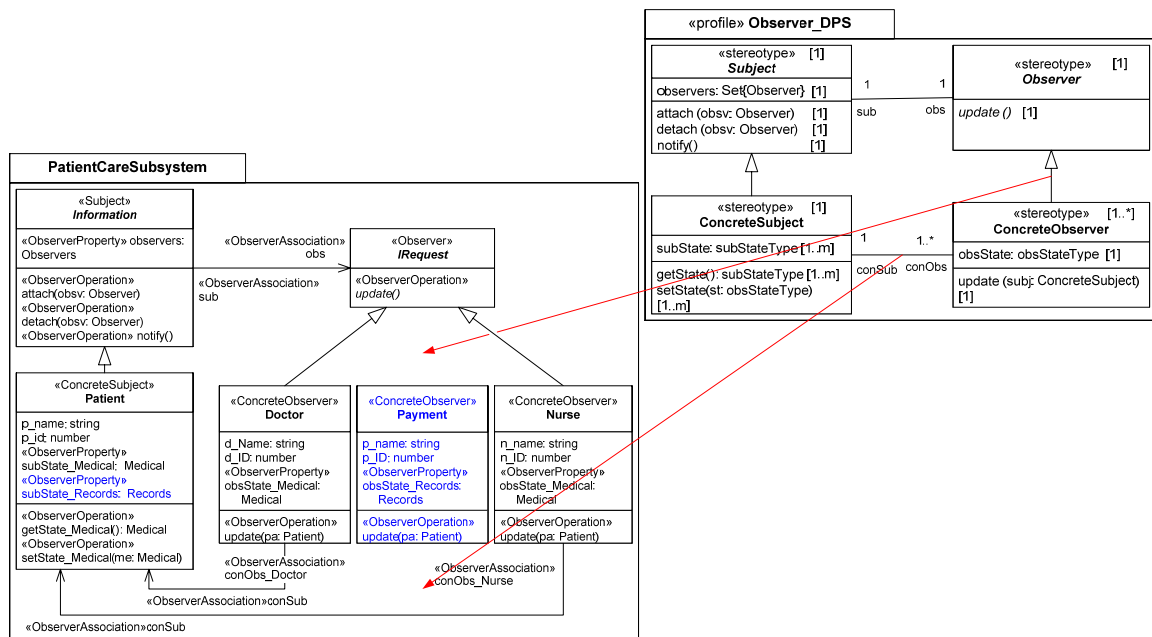 «profile» Observer_DPS
«stereotype» [1]
Subject
observers: Set{Observer} [1]
attach (obsv: Observer) [1]
detach (obsv: Observer) [1]
notify() [1]
1
1
sub
obs
«stereotype» [1]
Observer
update () [1]
«stereotype» [1]
ConcreteSubject
subState: subStateType [1..m]
getState(): subStateType [1..m]
setState(st: obsStateType)
[1..m]
1
1..*
conSub
conObs
«stereotype» [1..*]
ConcreteObserver
obsState: obsStateType [1]
update (subj: ConcreteSubject)
[1]
PatientCareSubsystem
«Subject»
Information
«ObserverProperty» observers:
Observers
«ObserverOperation»
attach(obsv: Observer)
«ObserverOperation»
detach(obsv: Observer)
«ObserverOperation» notify()
«ObserverAssociation»
obs
«ObserverAssociation»
sub
«Observer»
IRequest
«ObserverOperation»
update()
«ConcreteSubject»
Patient
p_name: string
p_id: number
«ObserverProperty»
subState_Medical: Medical
«ObserverProperty»
subState_Records: Records
«ObserverOperation»
getState_Medical(): Medical
«ObserverOperation»
setState_Medical(me: Medical)
«ConcreteObserver»
Doctor
d_Name: string
d_ID: number
«ObserverProperty»
obsState_Medical:
Medical
«ObserverOperation»
update(pa: Patient)
«ConcreteObserver»
Payment
p_name: string
p_ID: number
«ObserverProperty»
obsState_Records:
Records
«ObserverOperation»
update(pa: Patient)
«ConcreteObserver»
Nurse
n_name: string
n_ID: number
«ObserverProperty»
obsState_Medical:
Medical
«ObserverOperation»
update(pa: Patient)
«ObserverAssociation»
conObs_Doctor
«ObserverAssociation»
conObs_Nurse
«ObserverAssociation»conSub
«ObserverAssociation»conSub